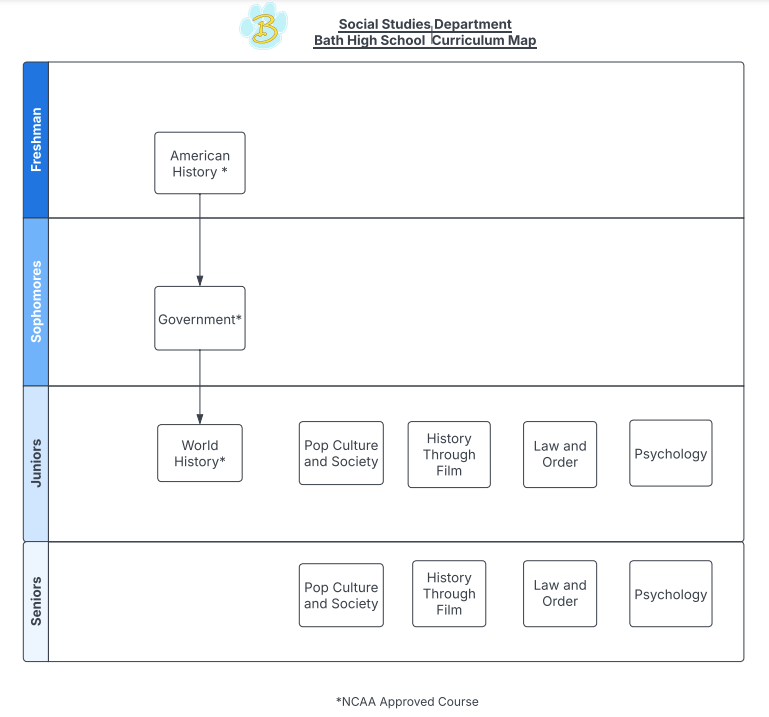 B
Social Studies Department
Bath High School Curriculum Map
Freshman
American
History *
Sophomores
Government*
Juniors
World
History*
Pop Culture
and Society
History
Through
Film
Law and
Order
Psychology
Seniors
Pop Culture
and Society
History
Through
Film
Law and
Order
Psychology
*NCAA Approved Course